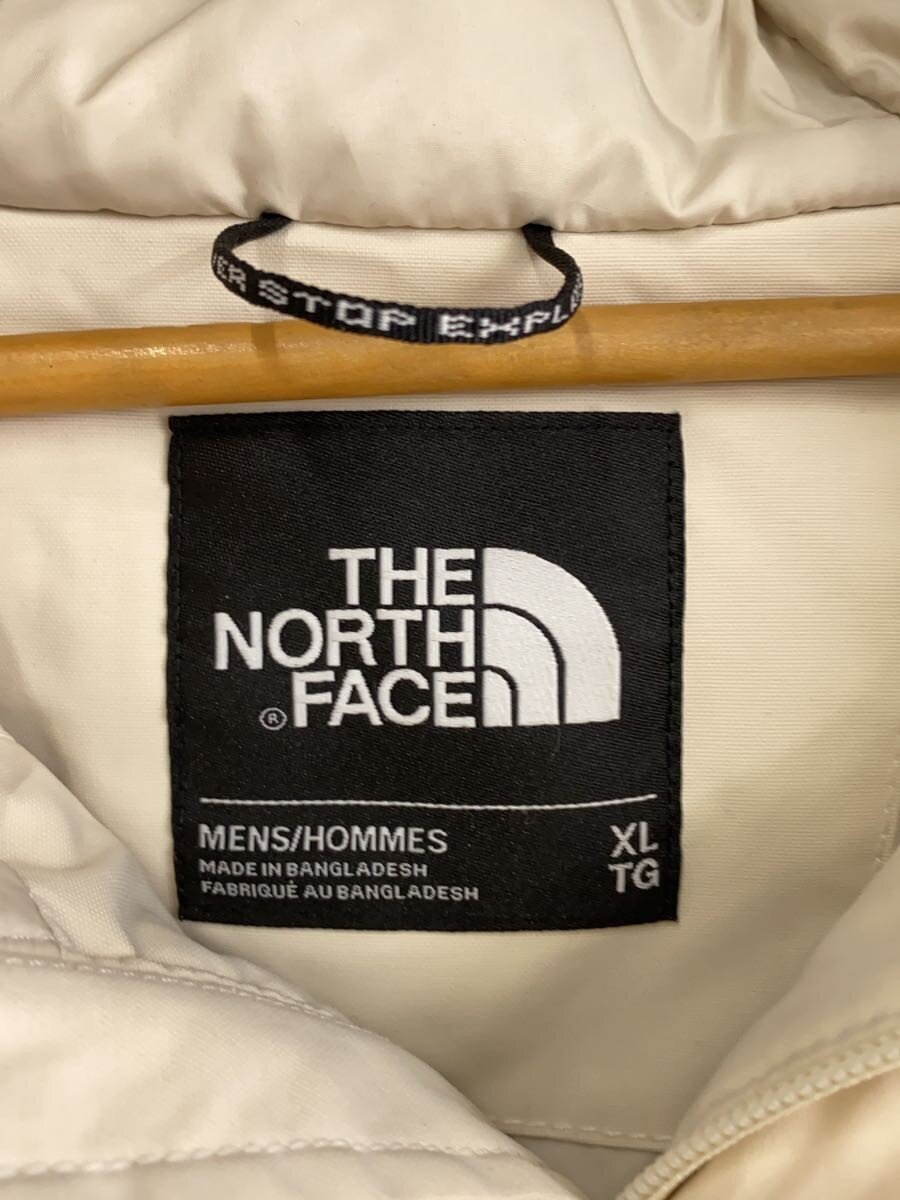 STOP
THE
NORTH
FACE
®
MENS/HOMMES XL
MADE IN BANGLADESH TG
FABRIQUÉ AU BANGLADESH